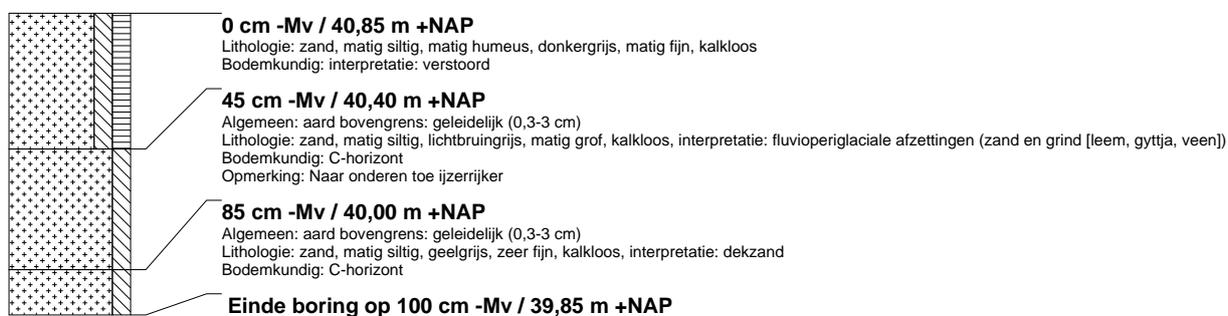 0 cm -Mv / 40,85 m +NAP
Lithologie: zand, matig siltig, matig humeus, donkergrijs, matig fijn, kalkloos
Bodemkundig: interpretatie: verstoord
45 cm -Mv / 40,40 m +NAP
Algemeen: aard bovengrens: geleidelijk (0,3-3 cm)
Lithologie: zand, matig siltig, lichtbruingrijs, matig grof, kalkloos, interpretatie: fluvioperiglaciale afzettingen (zand en grind [leem, gyttja, veen])
Bodemkundig: C-horizont
Opmerking: Naar onderen toe ijzerrijker
85 cm -Mv / 40,00 m +NAP
Algemeen: aard bovengrens: geleidelijk (0,3-3 cm)
Lithologie: zand, matig siltig, geelgrijs, zeer fijn, kalkloos, interpretatie: dekzand
Bodemkundig: C-horizont
Einde boring op 100 cm -Mv / 39,85 m +NAP